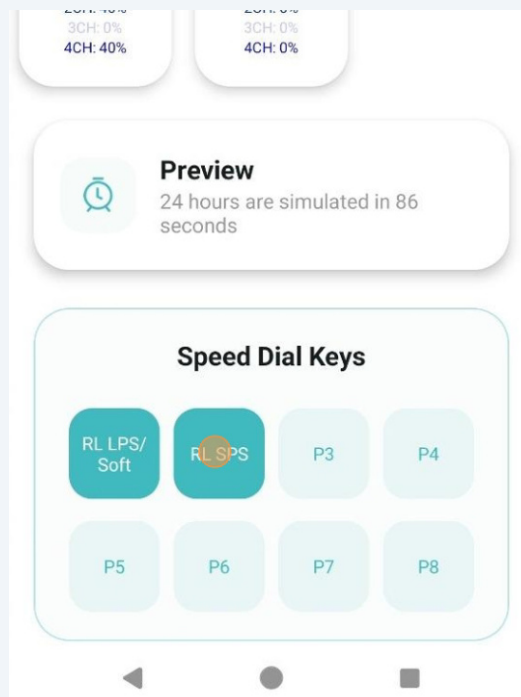 3CH: 0%
3CH: 0%
4CH: 40%
4CH: 0%
Preview
24 hours are simulated in 86
seconds
Speed Dial Keys
RL LPS/
Soft
RL SPS
P3
P4
P5
P6
P7
P8